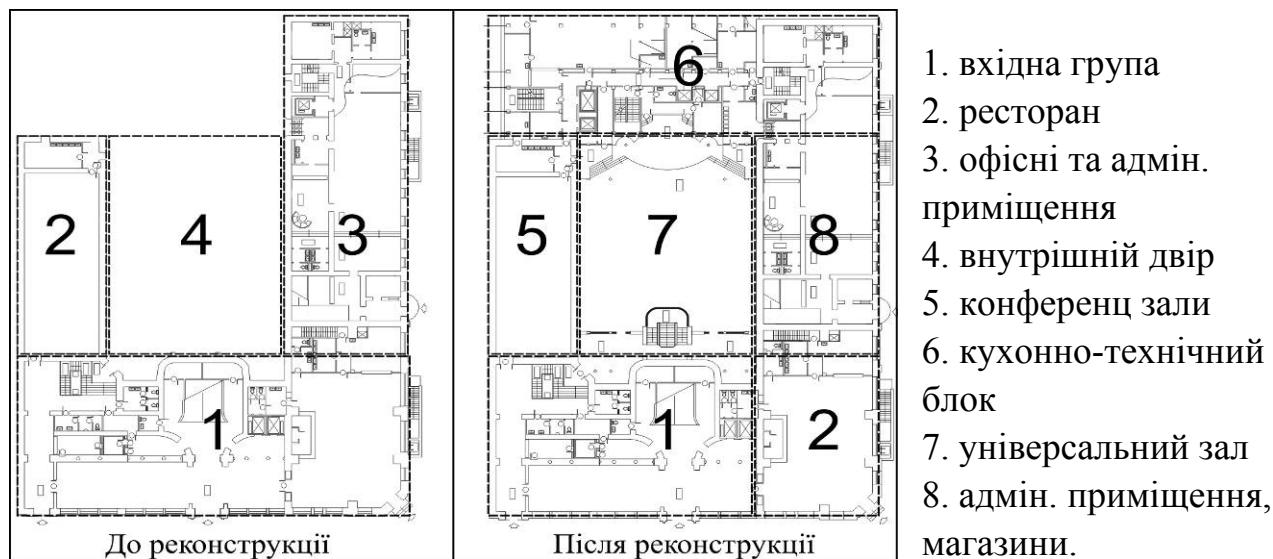 2
4
3
1
До реконструкції
6
5
7
8
1
2
Після реконструкції
1. вхідна група
2. ресторан
3. офісні та адмін.
приміщення
4. внутрішній двір
5. конференц зали
6. кухонно-технічний
блок
7. універсальний зал
8. адмін. приміщення,
магазини.